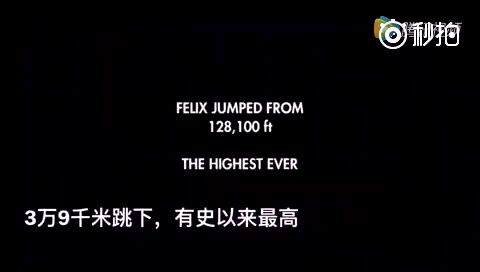 秒拍
FELIX JUMPED FROM
128,100 ft
THE HIGHEST EVER
3万9千米跳下，有史以来最高